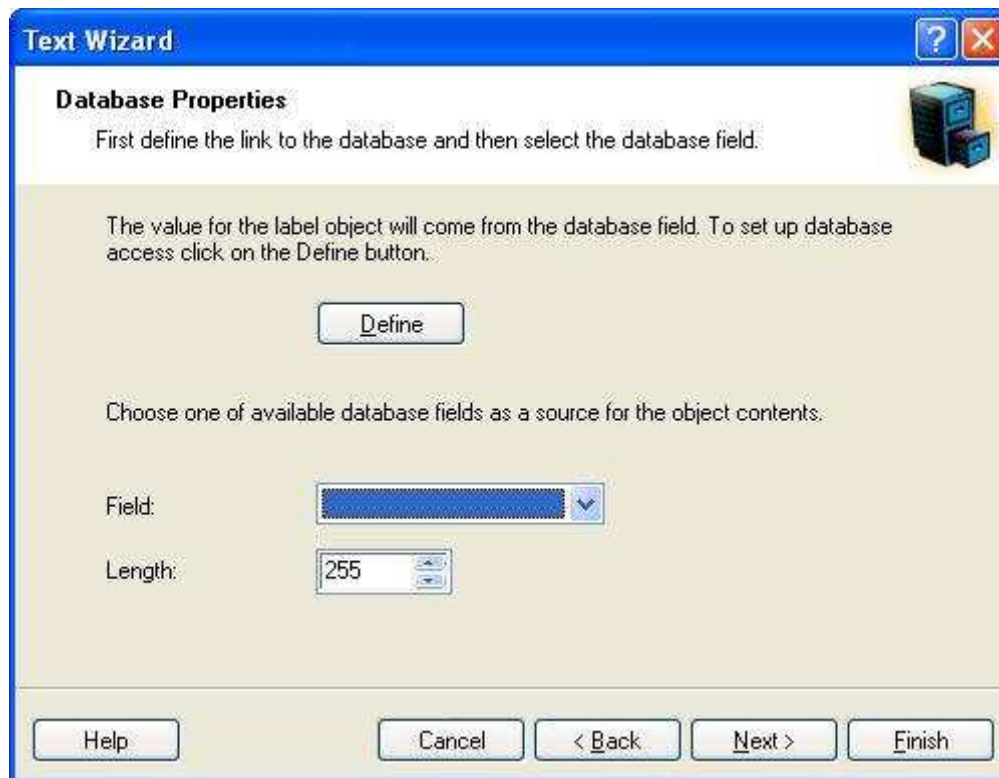 Text Wizard
?
Database Properties
First define the link to the database and then select the database field.
The value for the label object will come from the database field. To set up database
access click on the Define button.
Define
Choose one of available database fields as a source for the object contents.
Field:
Length: 255
Help Cancel < Back Next > Finish